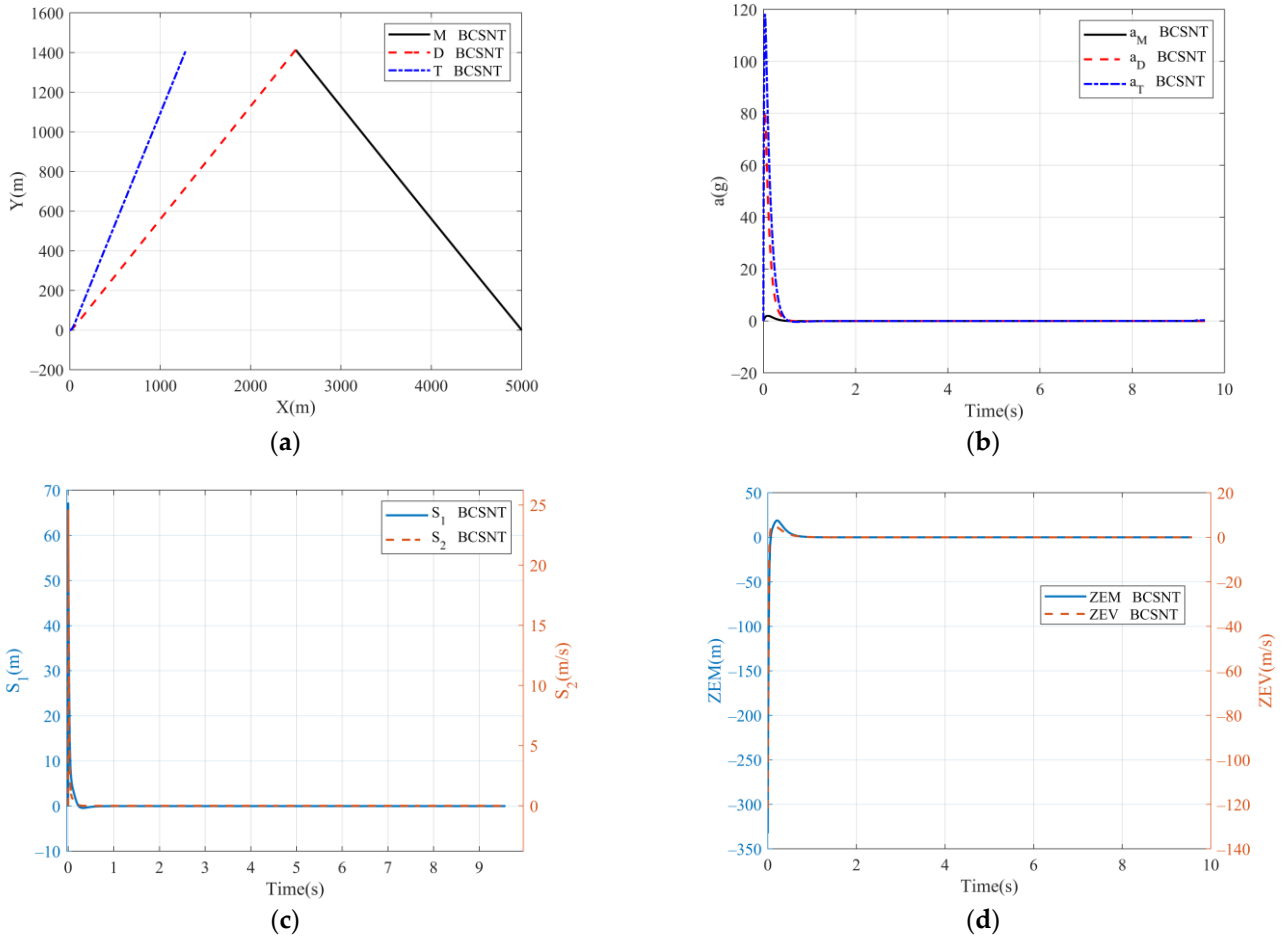 1600
1400
1200
1000
800
600
400
200
0
–200
0 1000 2000 3000 4000 5000
X(m)
Y(m)
M BCSNT
D BCSNT
T BCSNT
(a)
120
100
80
60
40
20
0
–20
0 2 4 6 8 10
Time(s)
a(g)
a_M BCSNT
a_D BCSNT
a_T BCSNT
(b)
70
60
50
40
30
20
10
0
–10
S_1(m)
0 1 2 3 4 5 6 7 8 9
Time(s)
25
20
15
10
5
0
S_2(m/s)
S_1 BCSNT
S_2 BCSNT
(c)
50
0
–50
–100
–150
–200
–250
–300
–350
ZEM(m)
0 2 4 6 8 10
Time(s)
20
0
–20
–40
–60
–80
–100
–120
–140
ZEV(m/s)
ZEM BCSNT
ZEV BCSNT
(d)